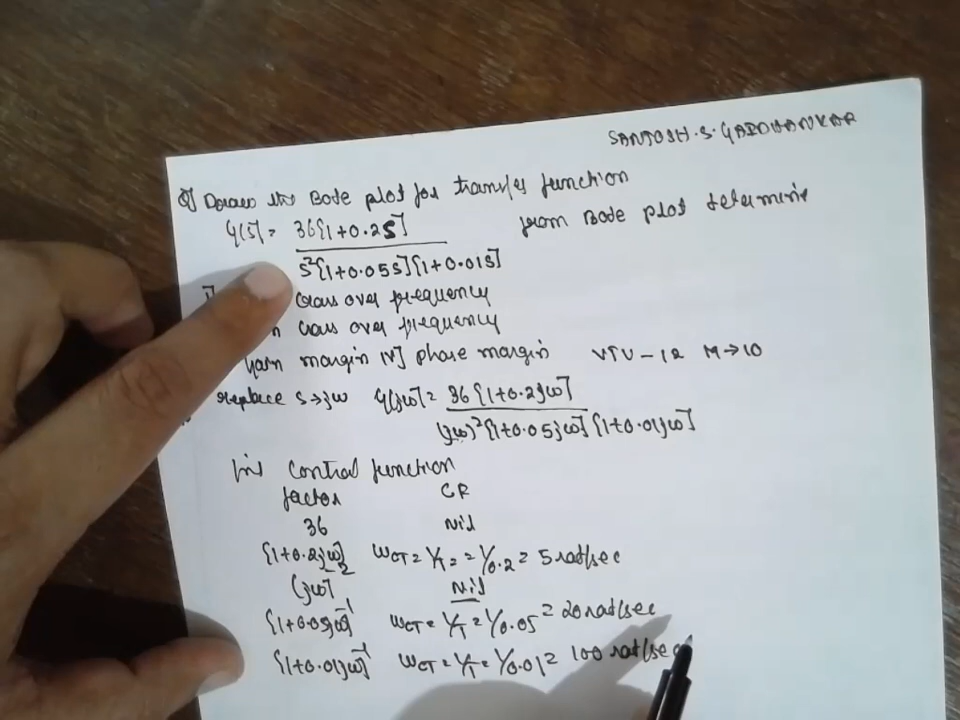 SANTOSH.S.GARDHANKAR
Q] Draw the Bode plot for transfer function
G(s) = 36{1+0.2s} from Bode plot determine
s²{1+0.05s}{1+0.01s}
cross over frequency
cross over frequency
Gain margin IV] phase margin VTU-12 M→10
replace s→jω G(jω) = 36{1+0.2jω}
(jω)²{1+0.05jω}{1+0.01jω}
control function
factor CF
36 Nil
{1+0.2jω} ωCT = 1/T = 1/0.2 = 5 rad/sec
(jω)⁻² Nil
{1+0.05jω}⁻¹ ωCT = 1/T = 1/0.05 = 20 rad/sec
{1+0.01jω}⁻¹ ωCT = 1/T = 1/0.01 = 100 rad/sec